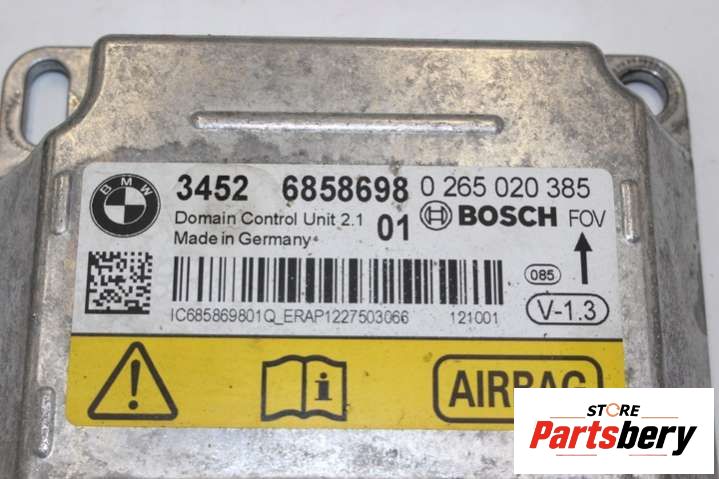 BMW
3452 6858698 0 265 020 385
Domain Control Unit 2.1 01 BOSCH FOV
Made in Germany
085
V-1.3
IC685869801Q_ERAP1227503066 121001
AIRBAG
STORE
Partsbery